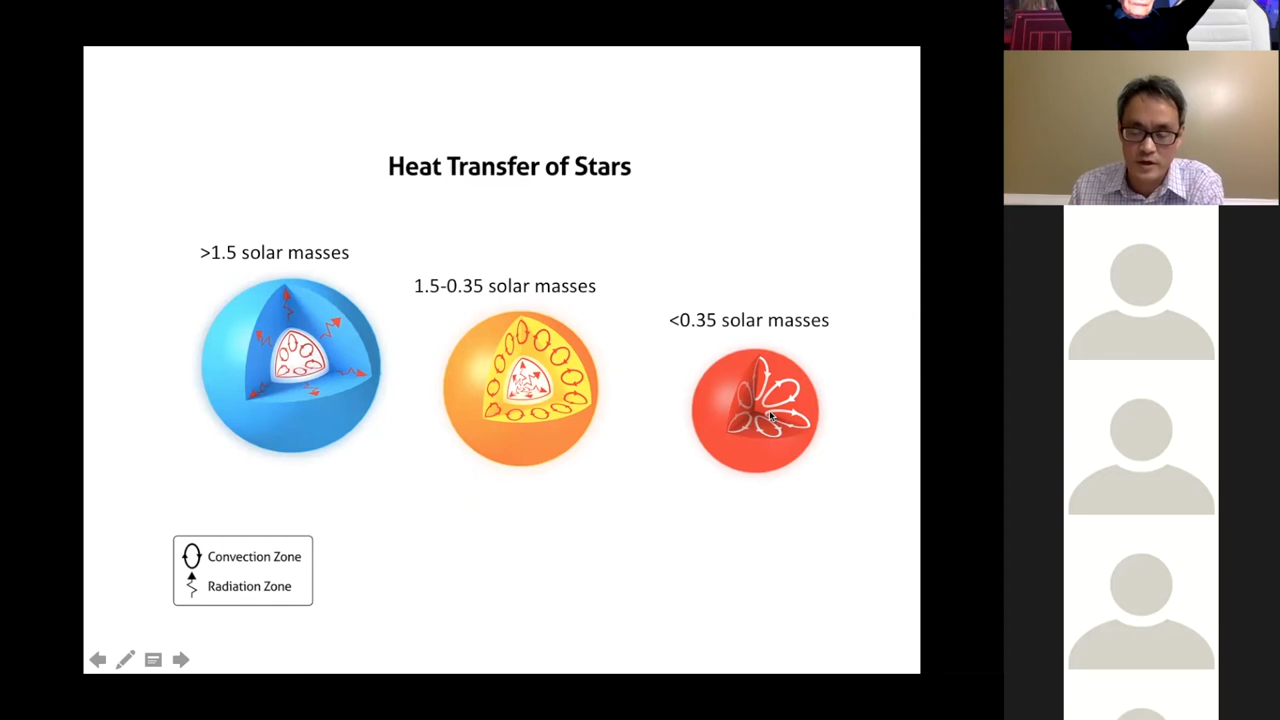 Heat Transfer of Stars
>1.5 solar masses
1.5-0.35 solar masses
<0.35 solar masses
Convection Zone
Radiation Zone